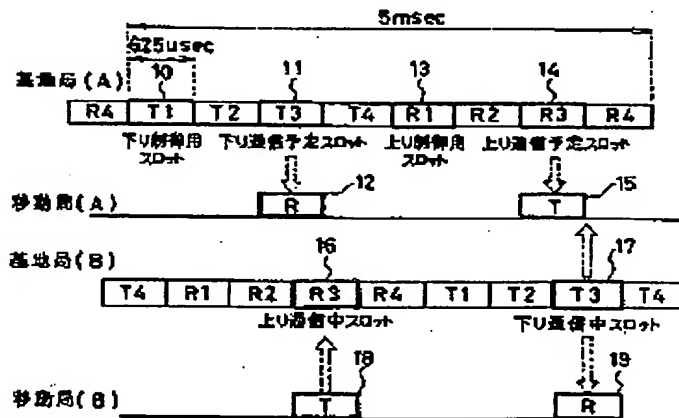 5msec
625usec
10 11 13 14
基地局(A)
R4 T1 T2 T3 T4 R1 R2 R3 R4
下り制御用スロット 下り通信予定スロット 上り制御用スロット 上り通信予定スロット
12 15
移動局(A) R T
基地局(B) 16 17
T4 R1 R2 R3 R4 T1 T2 T3 T4
上り通信中スロット 下り通信中スロット
18 19
移動局(B) T R